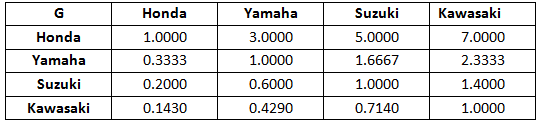 G Honda Yamaha Suzuki Kawasaki
Honda 1.0000 3.0000 5.0000 7.0000
Yamaha 0.3333 1.0000 1.6667 2.3333
Suzuki 0.2000 0.6000 1.0000 1.4000
Kawasaki 0.1430 0.4290 0.7140 1.0000